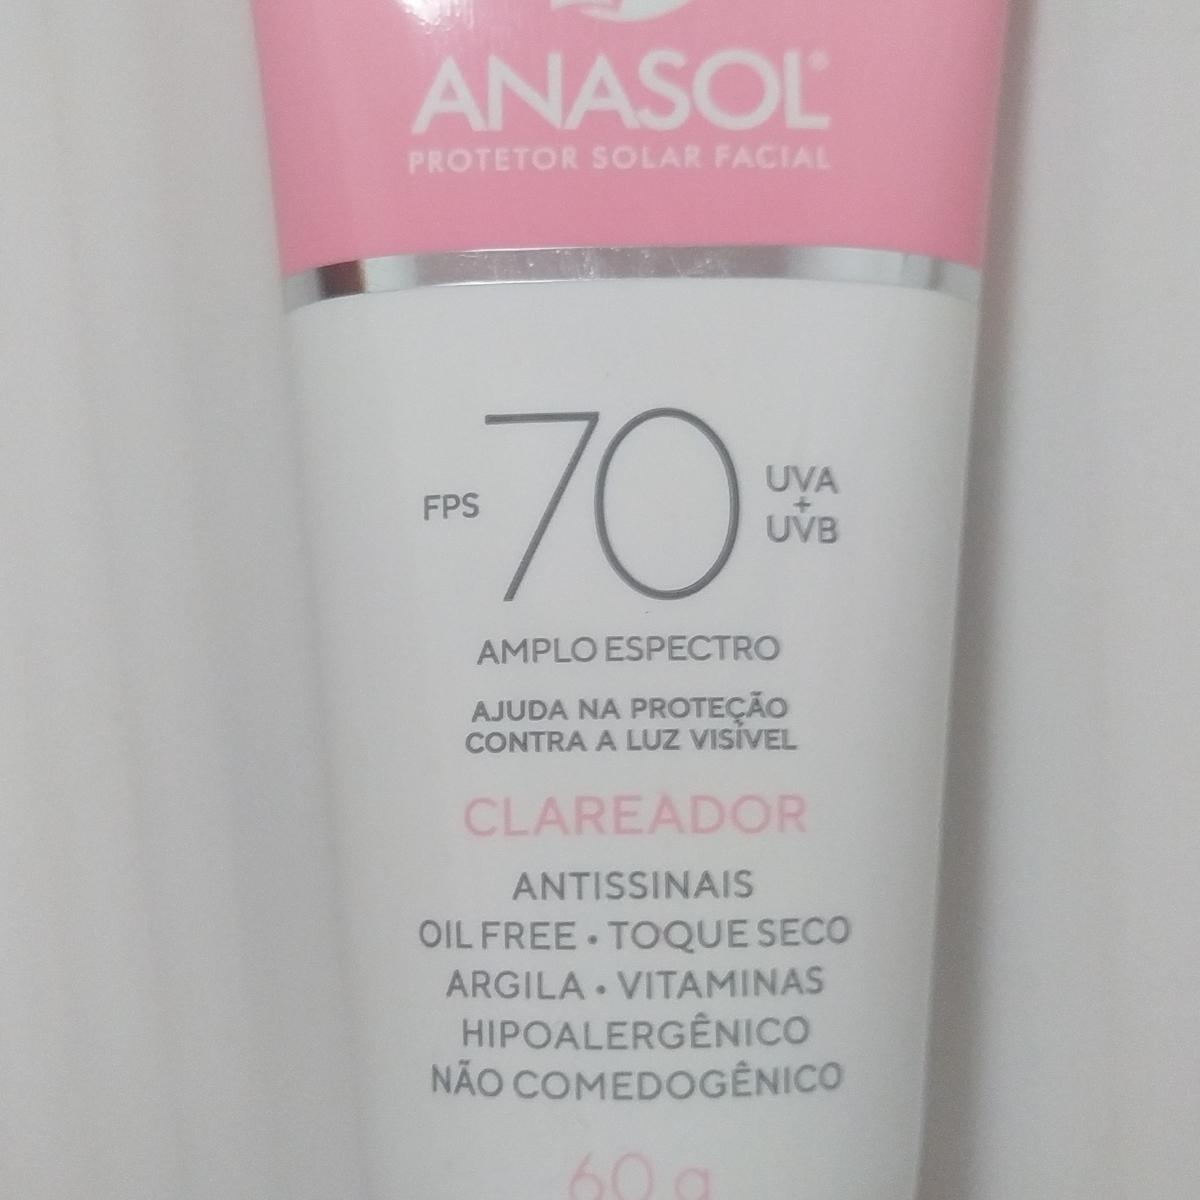 ANASOL®
PROTETOR SOLAR FACIAL
FPS 70 UVA + UVB
AMPLO ESPECTRO
AJUDA NA PROTEÇÃO
CONTRA A LUZ VISÍVEL
CLAREADOR
ANTISSINAIS
OIL FREE • TOQUE SECO
ARGILA • VITAMINAS
HIPOALERGÊNICO
NÃO COMEDOGÊNICO
60 g